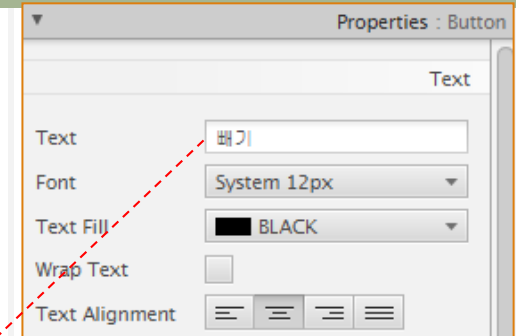 Properties : Button
Text
Text 빼기
Font System 12px
Text Fill BLACK
Wrap Text
Text Alignment